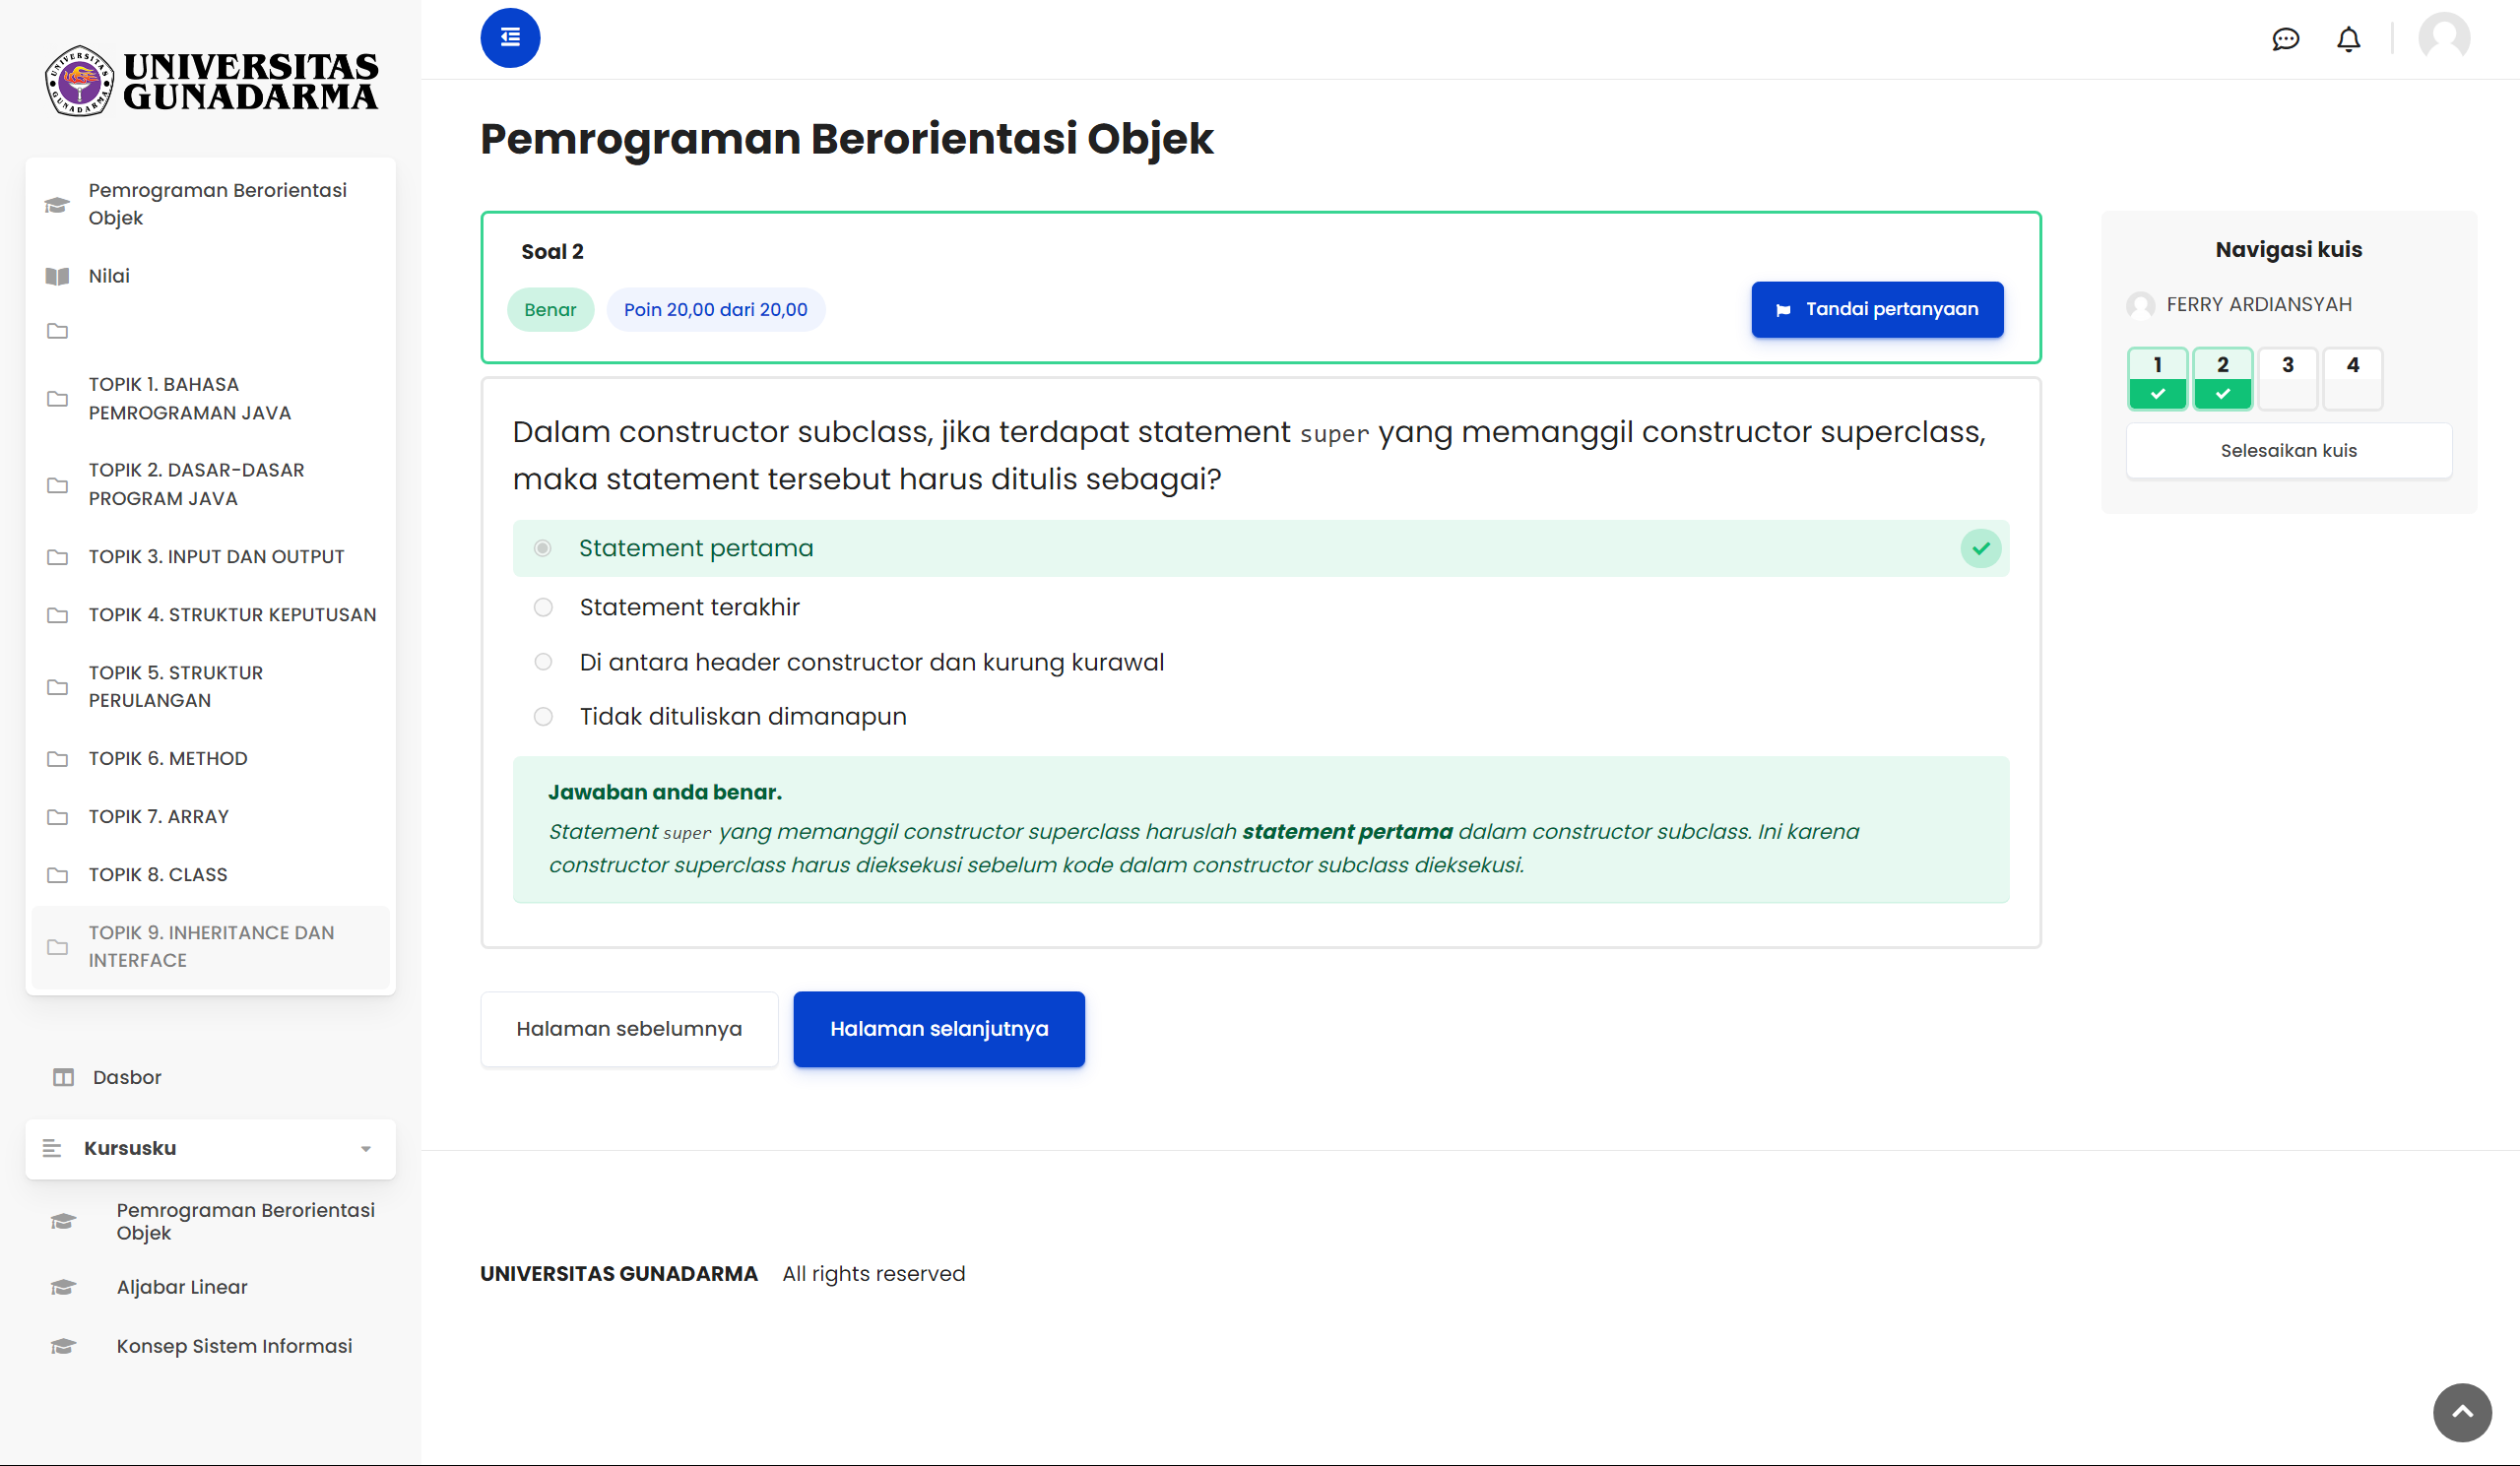 UNIVERSITAS
GUNADARMA
Pemrograman Berorientasi
Objek
Nilai
TOPIK 1. BAHASA
PEMROGRAMAN JAVA
TOPIK 2. DASAR-DASAR
PROGRAM JAVA
TOPIK 3. INPUT DAN OUTPUT
TOPIK 4. STRUKTUR KEPUTUSAN
TOPIK 5. STRUKTUR
PERULANGAN
TOPIK 6. METHOD
TOPIK 7. ARRAY
TOPIK 8. CLASS
TOPIK 9. INHERITANCE DAN
INTERFACE
Dasbor
Kursusku
Pemrograman Berorientasi
Objek
Aljabar Linear
Konsep Sistem Informasi
Pemrograman Berorientasi Objek
Soal 2
Benar
Poin 20,00 dari 20,00
Tandai pertanyaan
Dalam constructor subclass, jika terdapat statement super yang memanggil constructor superclass,
maka statement tersebut harus ditulis sebagai?
Statement pertama
Statement terakhir
Di antara header constructor dan kurung kurawal
Tidak dituliskan dimanapun
Jawaban anda benar.
Statement super yang memanggil constructor superclass haruslah statement pertama dalam constructor subclass. Ini karena
constructor superclass harus dieksekusi sebelum kode dalam constructor subclass dieksekusi.
Halaman sebelumnya
Halaman selanjutnya
Navigasi kuis
FERRY ARDIANSYAH
1 2 3 4
Selesaikan kuis
UNIVERSITAS GUNADARMA All rights reserved